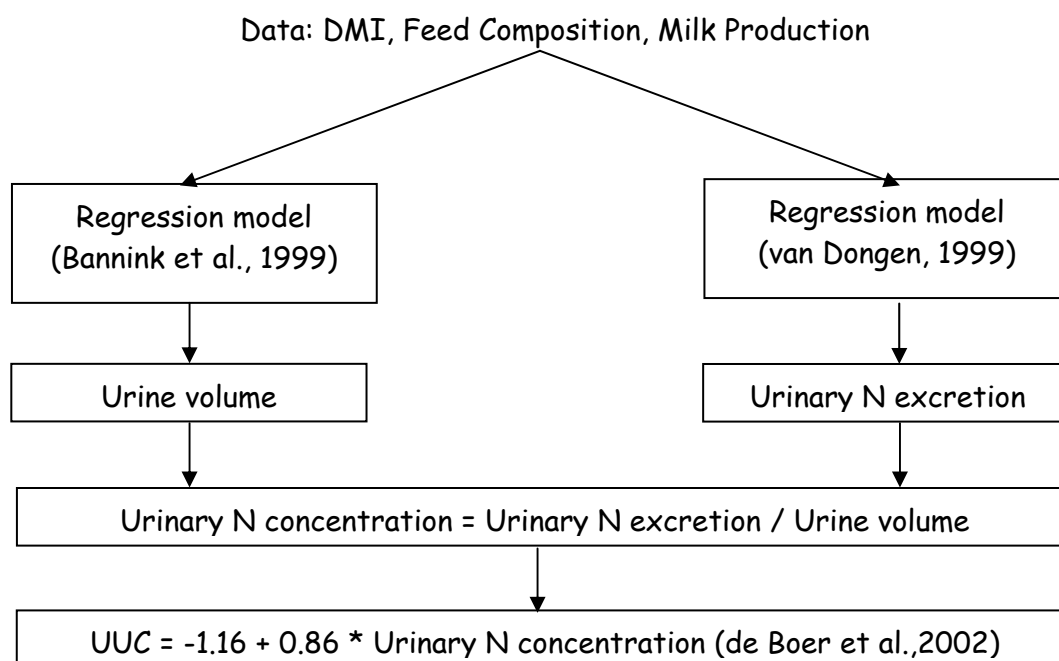 Data: DMI, Feed Composition, Milk Production
Regression model
(Bannink et al., 1999)
Regression model
(van Dongen, 1999)
Urine volume
Urinary N excretion
Urinary N concentration = Urinary N excretion / Urine volume
UUC = -1.16 + 0.86 * Urinary N concentration (de Boer et al.,2002)